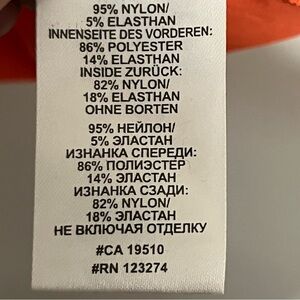 95% NYLON/
5% ELASTHAN
INNENSEITE DES VORDEREN:
86% POLYESTER
14% ELASTHAN
INSIDE ZURÜCK:
82% NYLON/
18% ELASTHAN
OHNE BORTEN
95% НЕЙЛОН/
5% ЭЛАСТАН
ИЗНАНКА СПЕРЕДИ:
86% ПОЛИЭСТЕР
14% ЭЛАСТАН
ИЗНАНКА СЗАДИ:
82% NYLON/
18% ЭЛАСТАН
НЕ ВКЛЮЧАЯ ОТДЕЛКУ
#CA 19510
#RN 123274